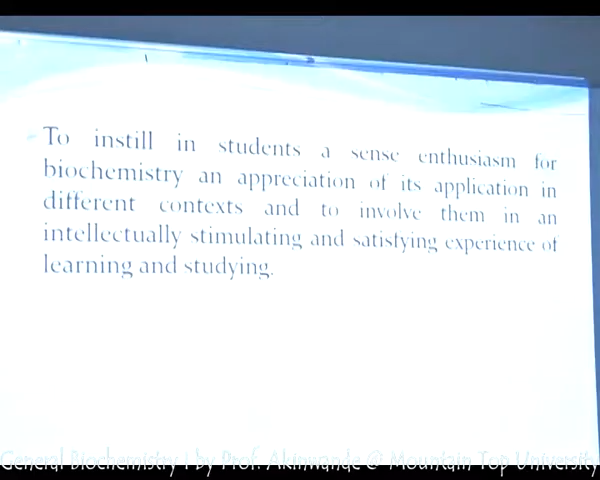 To instill in students a sense enthusiasm for
biochemistry an appreciation of its application in
different contexts and to involve them in an
intellectually stimulating and satisfying experience of
learning and studying.
General Biochemistry I by Prof. Akinwande @ Mountain Top University